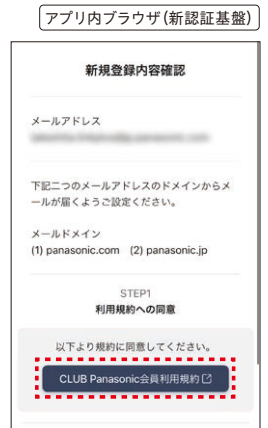 アプリ内ブラウザ(新認証基盤)
新規登録内容確認
メールアドレス
下記二つのメールアドレスのドメインからメ
ールが届くようご設定ください。
メールドメイン
(1) panasonic.com (2) panasonic.jp
STEP1
利用規約への同意
以下より規約に同意してください。
CLUB Panasonic会員利用規約